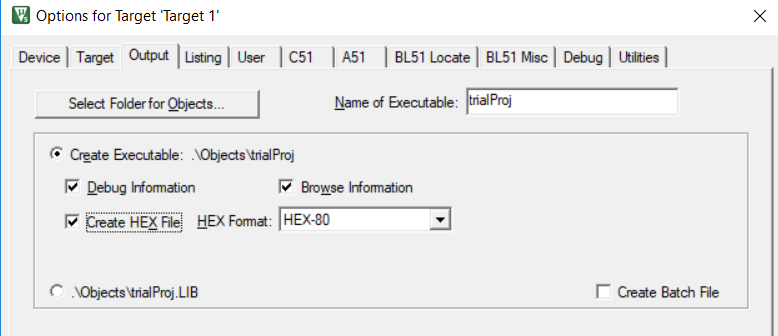 Options for Target 'Target 1'
Device Target Output Listing User C51 A51 BL51 Locate BL51 Misc Debug Utilities
Select Folder for Objects... Name of Executable: trialProj
Create Executable: .\Objects\trialProj
Debug Information Browse Information
Create HEX File HEX Format: HEX-80
.\Objects\trialProj.LIB Create Batch File